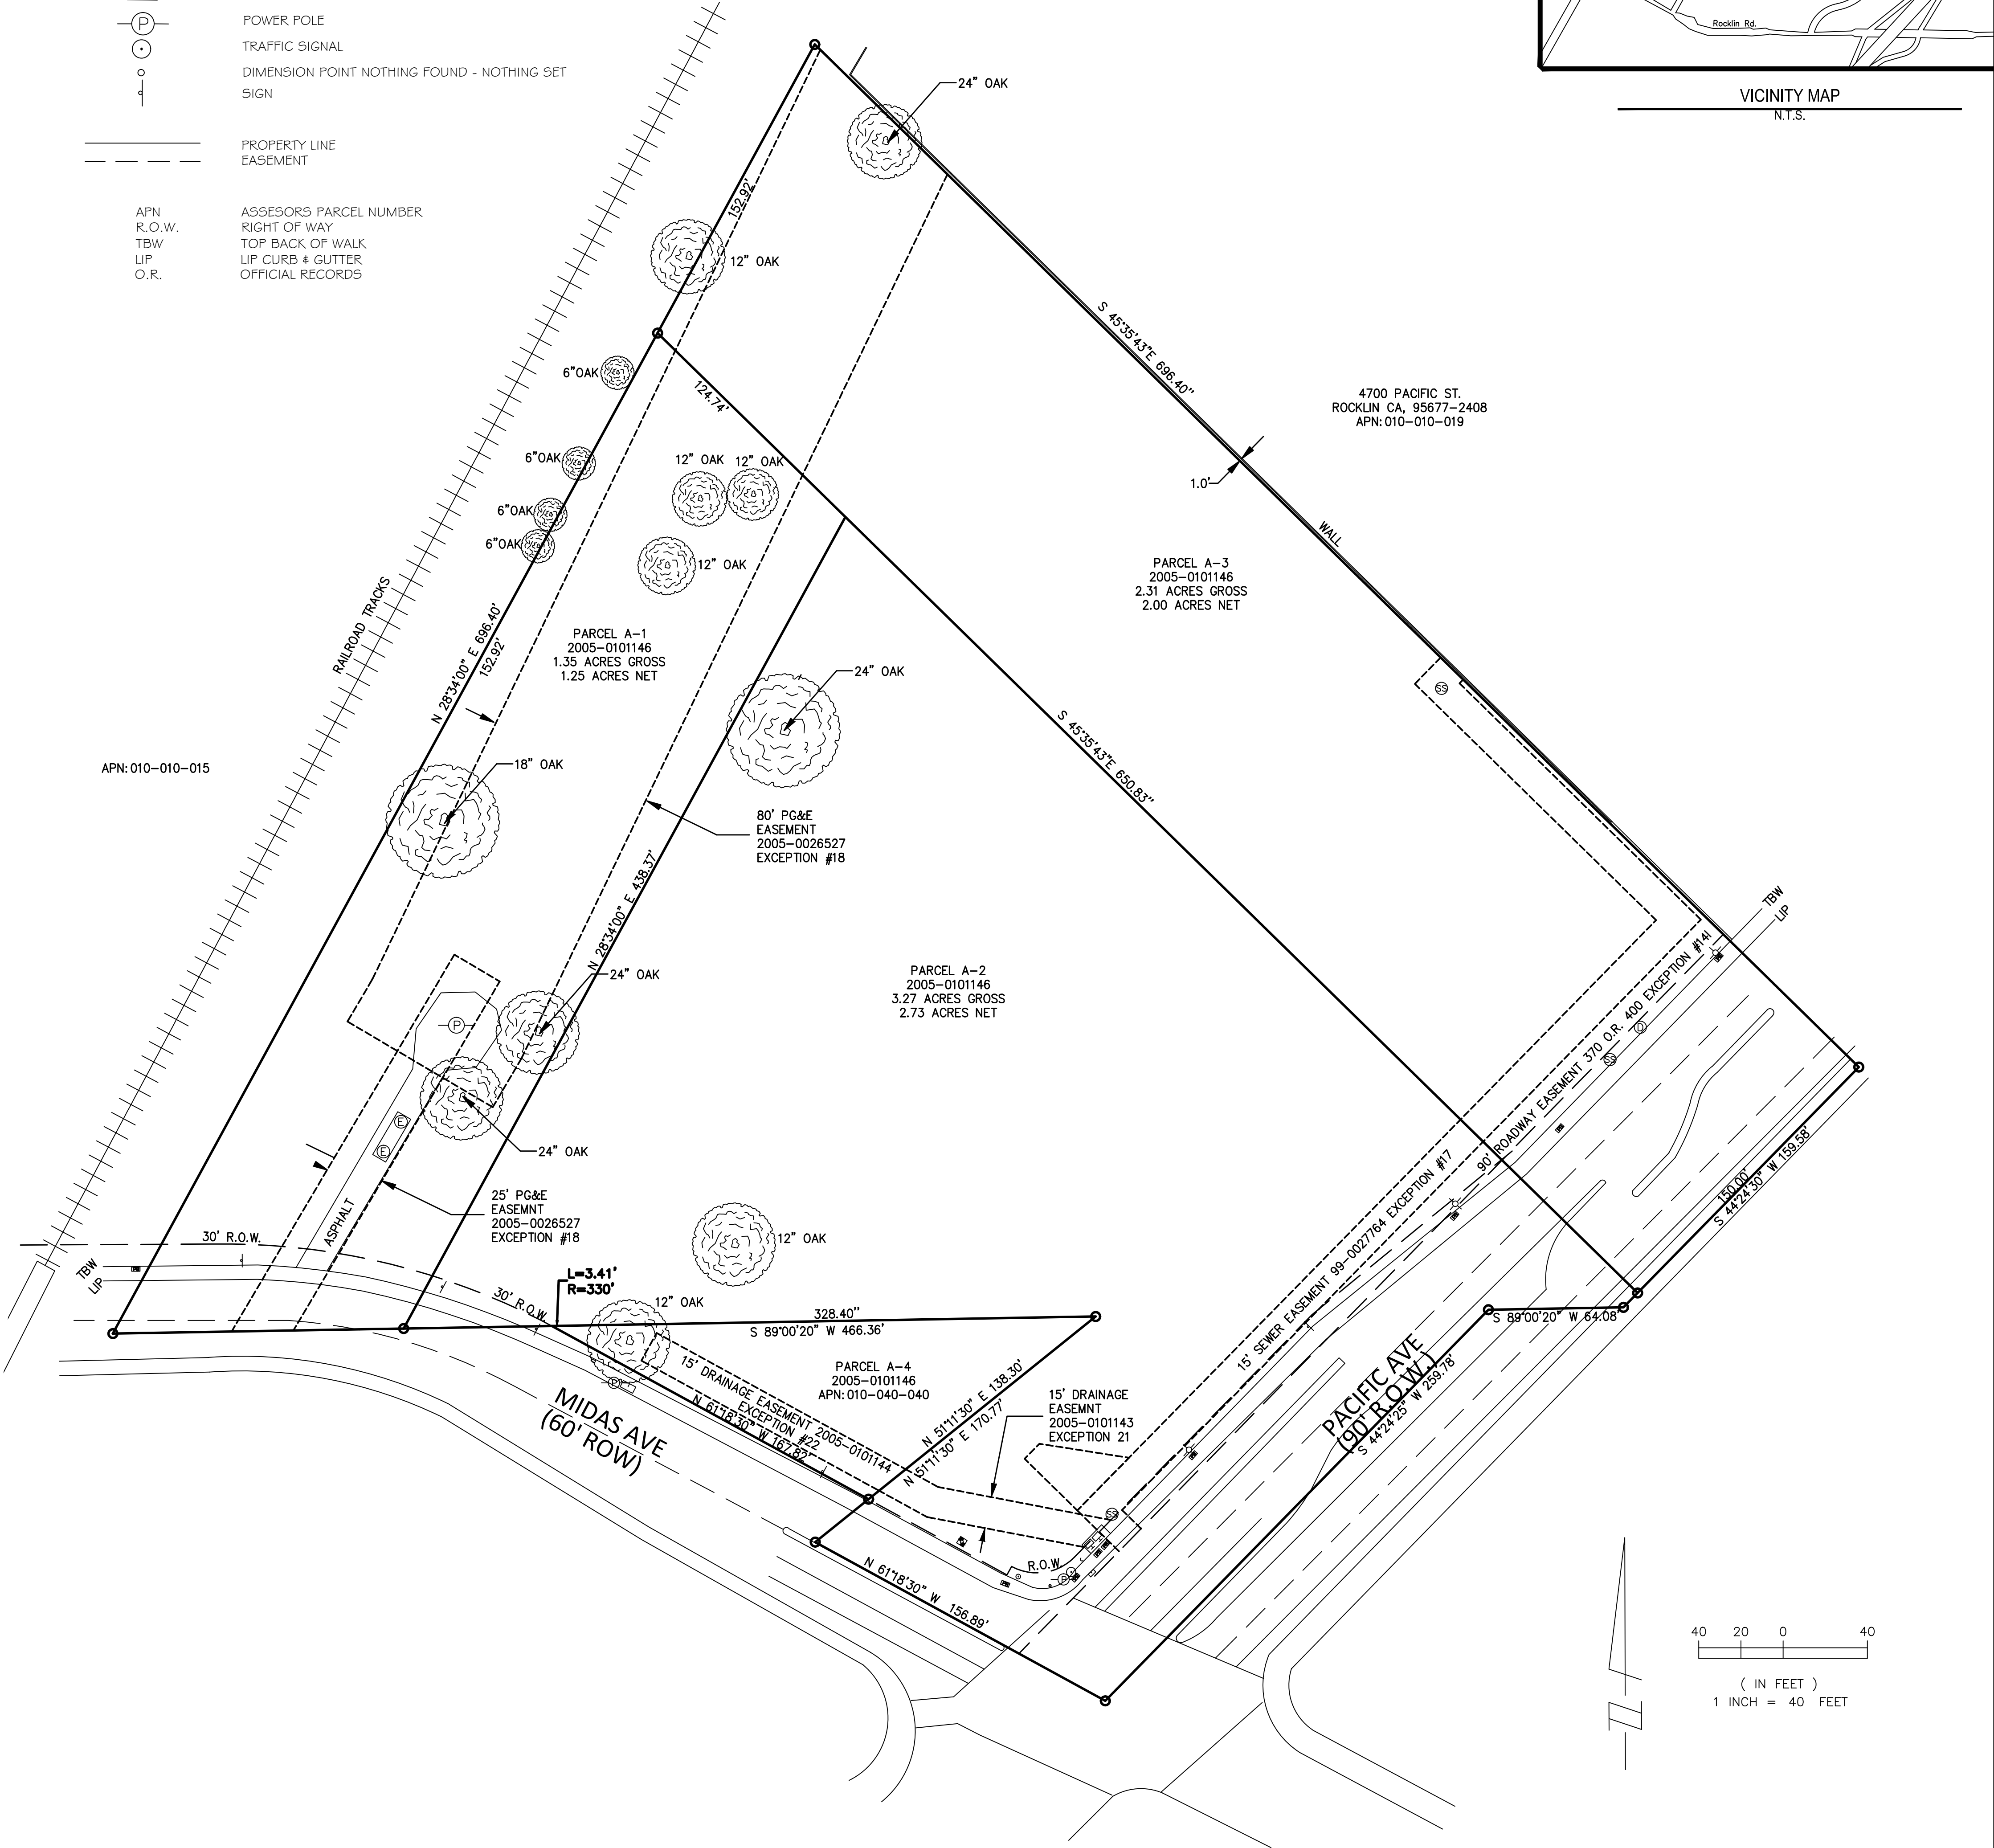 POWER POLE
P
TRAFFIC SIGNAL
DIMENSION POINT NOTHING FOUND - NOTHING SET
SIGN
PROPERTY LINE
EASEMENT
APN ASSESORS PARCEL NUMBER
R.O.W. RIGHT OF WAY
TBW TOP BACK OF WALK
LIP LIP CURB & GUTTER
O.R. OFFICIAL RECORDS
Rocklin Rd.
VICINITY MAP
N.T.S.
24" OAK
152.92'
12" OAK
6"OAK
124.74'
S 45°35'43"E 696.40"
4700 PACIFIC ST.
ROCKLIN CA, 95677-2408
APN: 010-010-019
1.0'
WALL
6"OAK
12" OAK
12" OAK
6"OAK
6"OAK
12" OAK
PARCEL A-3
2005-0101146
2.31 ACRES GROSS
2.00 ACRES NET
RAILROAD TRACKS
N 28°34'00" E 696.40'
152.92'
PARCEL A-1
2005-0101146
1.35 ACRES GROSS
1.25 ACRES NET
24" OAK
SS
S 45°35'43"E 650.83"
APN: 010-010-015
18" OAK
80' PG&E
EASEMENT
2005-0026527
EXCEPTION #18
N 28°34'00" E 438.37'
TBW
LIP
24" OAK
PARCEL A-2
2005-0101146
3.27 ACRES GROSS
2.73 ACRES NET
90' ROADWAY EASEMENT 370 O.R. 400 EXCEPTION #14
P
D
SS
E
E
24" OAK
25' PG&E
EASEMNT
2005-0026527
EXCEPTION #18
ASPHALT
150.00'
S 44°24'30" W 159.58'
15' SEWER EASEMENT 99-0027764 EXCEPTION #17
30' R.O.W.
TBW
LIP
12" OAK
L=3.41'
R=330'
30' R.O.W.
12" OAK
328.40"
S 89°00'20" W 466.36'
S 89°00'20" W 64.08'
PARCEL A-4
2005-0101146
APN: 010-040-040
15' DRAINAGE EASEMENT 2005-0101144
EXCEPTION #22
N 61°18'30" W 167.82'
N 51°11'30" E 138.30'
N 51°11'30" E 170.77'
15' DRAINAGE
EASEMNT
2005-0101143
EXCEPTION 21
PACIFIC AVE
(90' R.O.W.)
S 44°24'25" W 259.78'
MIDAS AVE
(60' ROW)
SS
R.O.W
P
N 61°18'30" W 156.89'
40 20 0 40
( IN FEET )
1 INCH = 40 FEET